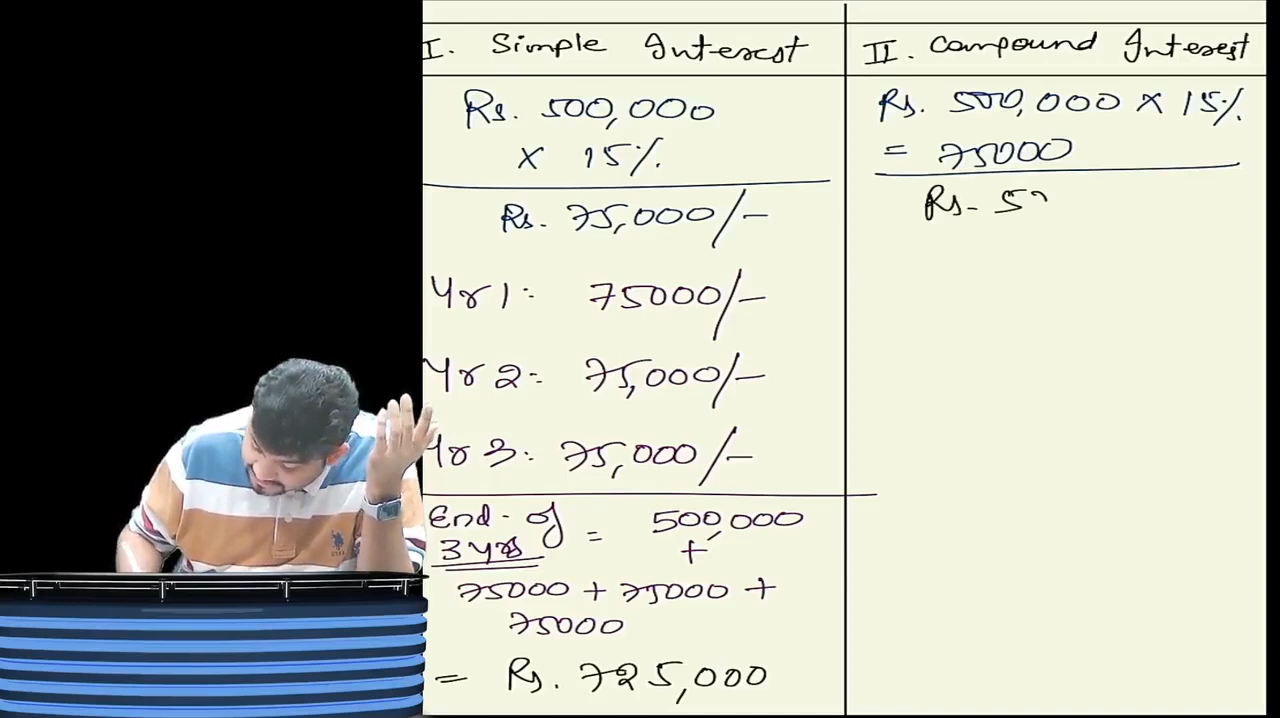 I. Simple Interest
Rs. 500,000
x 15%
Rs. 75,000/-
Yr 1: 75000/-
Yr 2: 75,000/-
Yr 3: 75,000/-
End of 3 yrs = 500,000
+
75000 + 75000 +
75000
= Rs. 725,000
II. Compound Interest
Rs. 500,000 x 15%
= 75000
Rs. 5